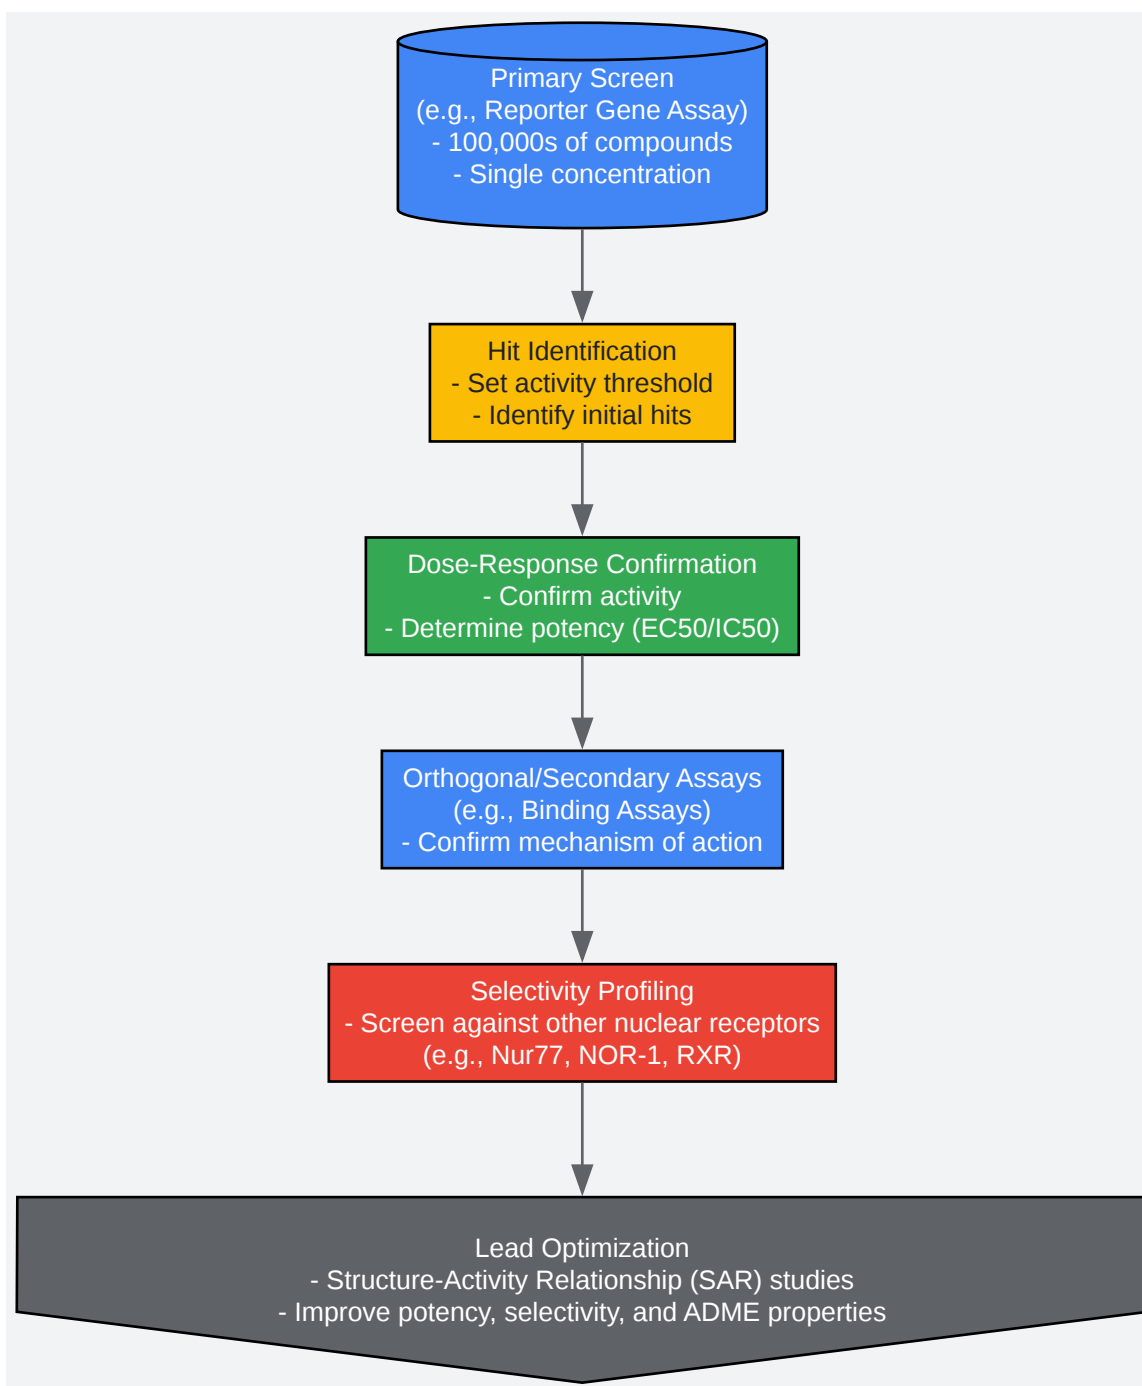 Primary Screen
(e.g., Reporter Gene Assay)
- 100,000s of compounds
- Single concentration
Hit Identification
- Set activity threshold
- Identify initial hits
Dose-Response Confirmation
- Confirm activity
- Determine potency (EC50/IC50)
Orthogonal/Secondary Assays
(e.g., Binding Assays)
- Confirm mechanism of action
Selectivity Profiling
- Screen against other nuclear receptors
(e.g., Nur77, NOR-1, RXR)
Lead Optimization
- Structure-Activity Relationship (SAR) studies
- Improve potency, selectivity, and ADME properties